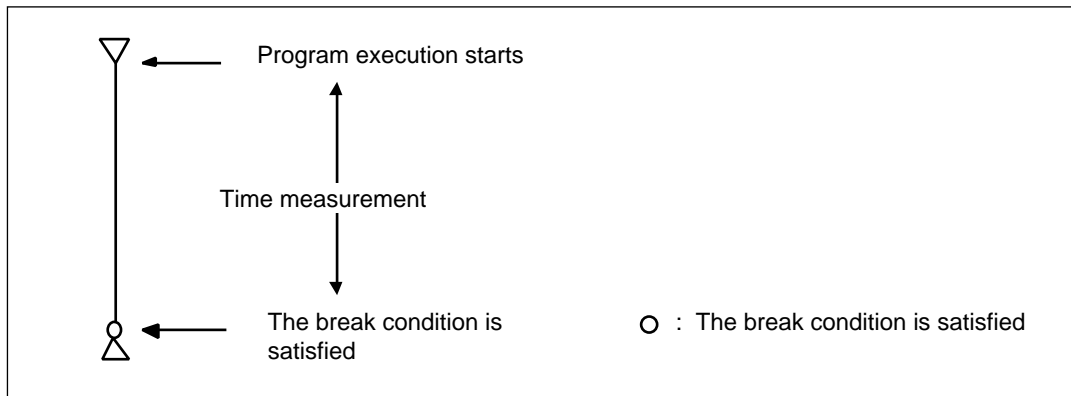 Program execution starts
Time measurement
The break condition is
satisfied
: The break condition is satisfied